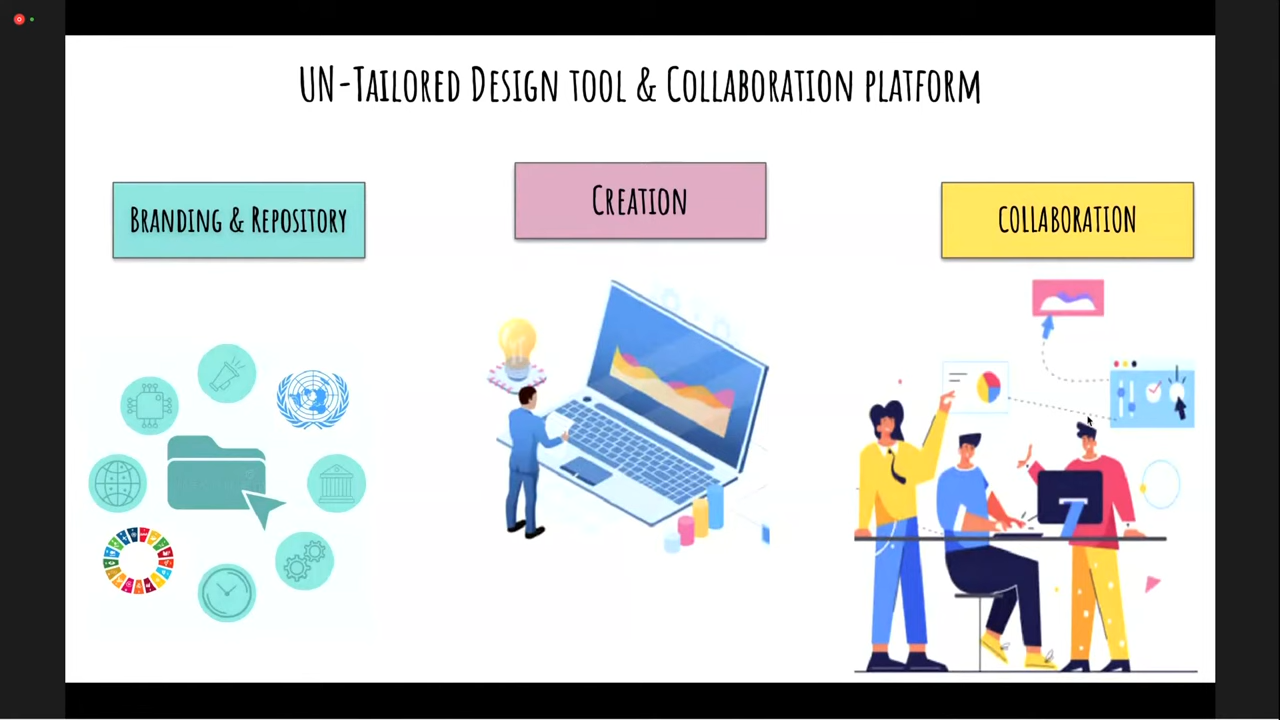 UN-Tailored Design tool & Collaboration platform
Branding & Repository
Creation
COLLABORATION